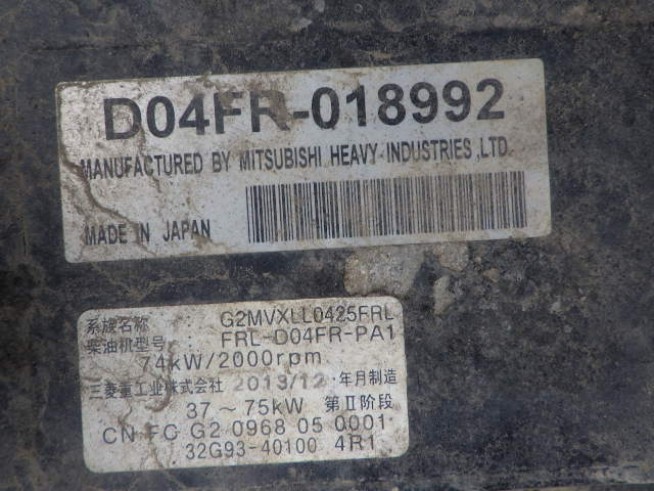 D04FR-018992
MANUFACTURED BY MITSUBISHI HEAVY INDUSTRIES,LTD.
MADE IN JAPAN
系族名称 : G2MVXLL0425FRL
柴油机型号: FRL-D04FR-PA1
74kW/2000rpm
三菱重工业株式会社 2013/12 年月制造
37～75kW 第Ⅱ阶段
CN FC G2 0968 05 0001
32G93-40100 4R1